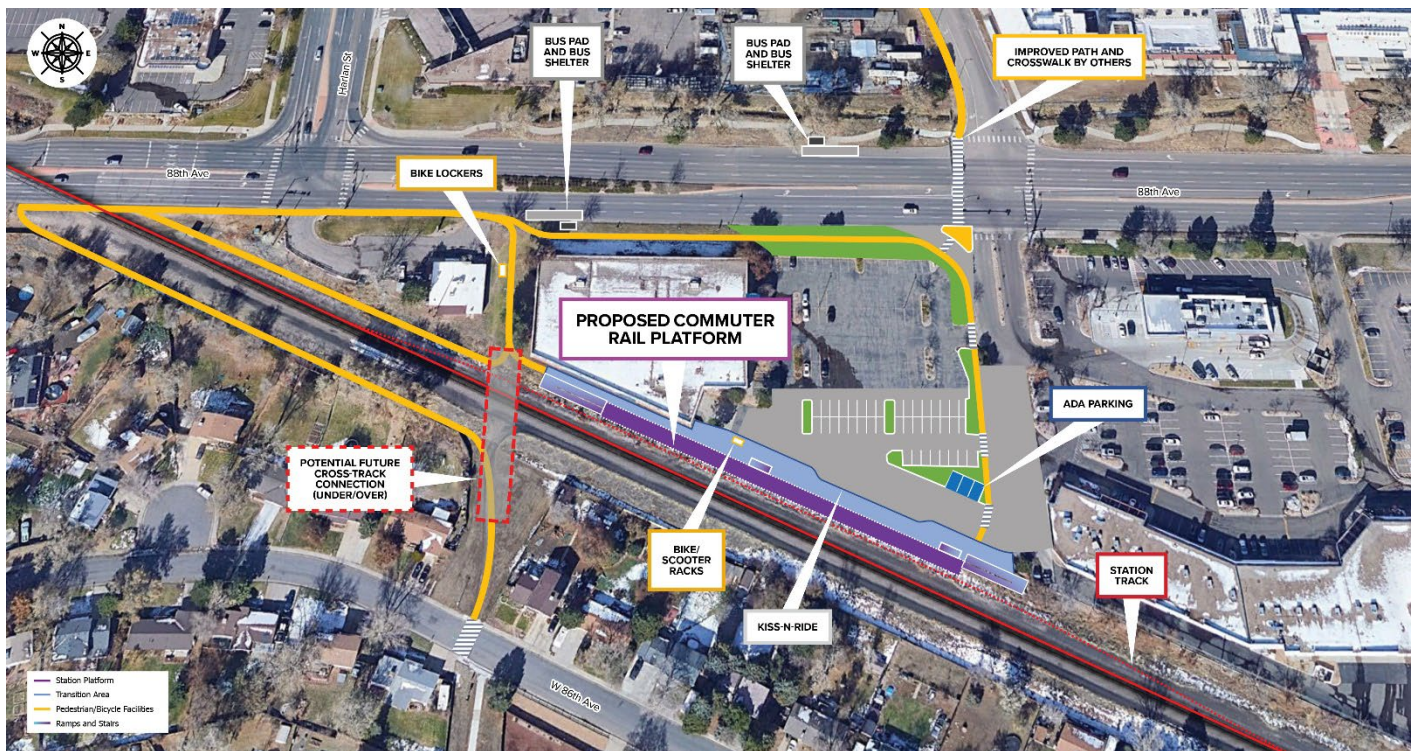 N
W E
S
Harlan St
BUS PAD
AND BUS
SHELTER
BUS PAD
AND BUS
SHELTER
IMPROVED PATH AND
CROSSWALK BY OTHERS
88th Ave
BIKE LOCKERS
88th Ave
PROPOSED COMMUTER
RAIL PLATFORM
ADA PARKING
POTENTIAL FUTURE
CROSS-TRACK
CONNECTION
(UNDER/OVER)
BIKE/
SCOOTER
RACKS
STATION
TRACK
KISS-N-RIDE
W 86th Ave
Station Platform
Transition Area
Pedestrian/Bicycle Facilities
Ramps and Stairs